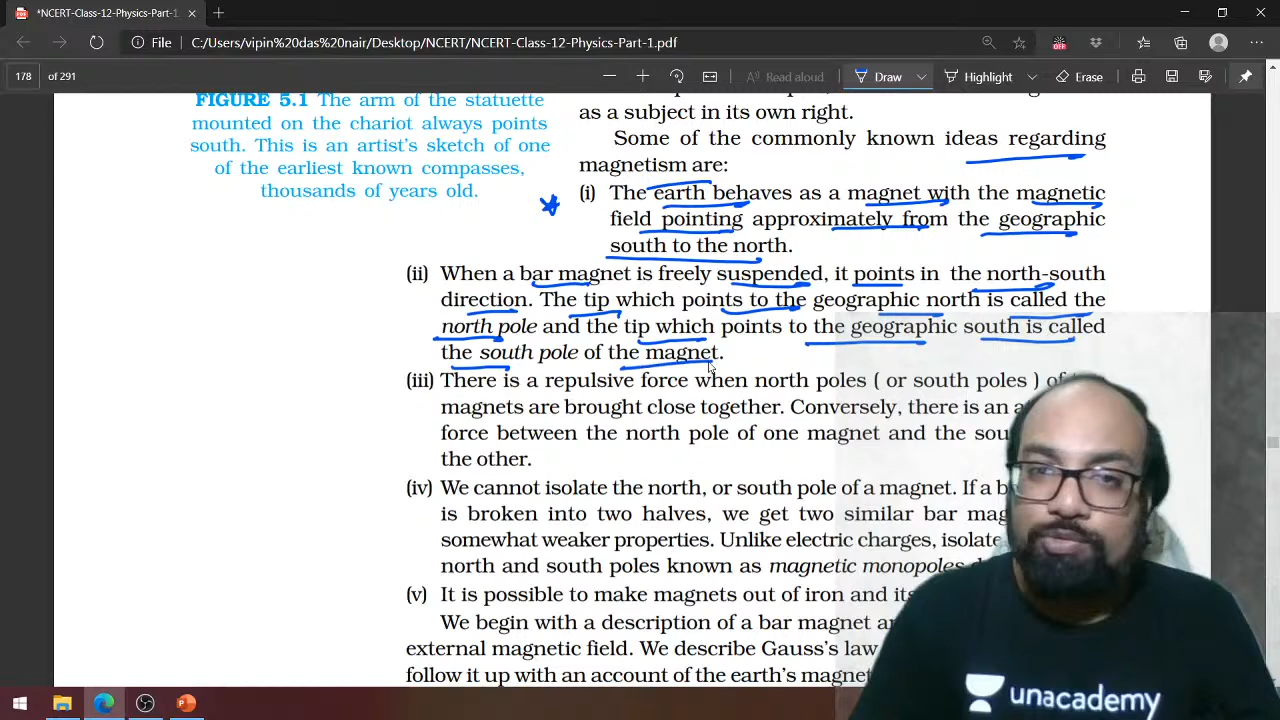 *NCERT-Class-12-Physics-Part-1.
File
C:/Users/vipin%20das%20nair/Desktop/NCERT/NCERT-Class-12-Physics-Part-1.pdf
OFF
178 of 291
Read aloud
Draw
Highlight
Erase
FIGURE 5.1 The arm of the statuette
mounted on the chariot always points
south. This is an artist's sketch of one
of the earliest known compasses,
thousands of years old.
as a subject in its own right.
Some of the commonly known ideas regarding
magnetism are:
(i) The earth behaves as a magnet with the magnetic
field pointing approximately from the geographic
south to the north.
(ii) When a bar magnet is freely suspended, it points in the north-south
direction. The tip which points to the geographic north is called the
north pole and the tip which points to the geographic south is called
the south pole of the magnet.
(iii) There is a repulsive force when north poles ( or south poles ) of
magnets are brought close together. Conversely, there is an
force between the north pole of one magnet and the
the other.
(iv) We cannot isolate the north, or south pole of a magnet. If a
is broken into two halves, we get two similar bar
somewhat weaker properties. Unlike electric charges,
north and south poles known as magnetic monopoles
(v) It is possible to make magnets out of iron and
We begin with a description of a bar magnet
external magnetic field. We describe Gauss's law
follow it up with an account of the earth's
unacademy